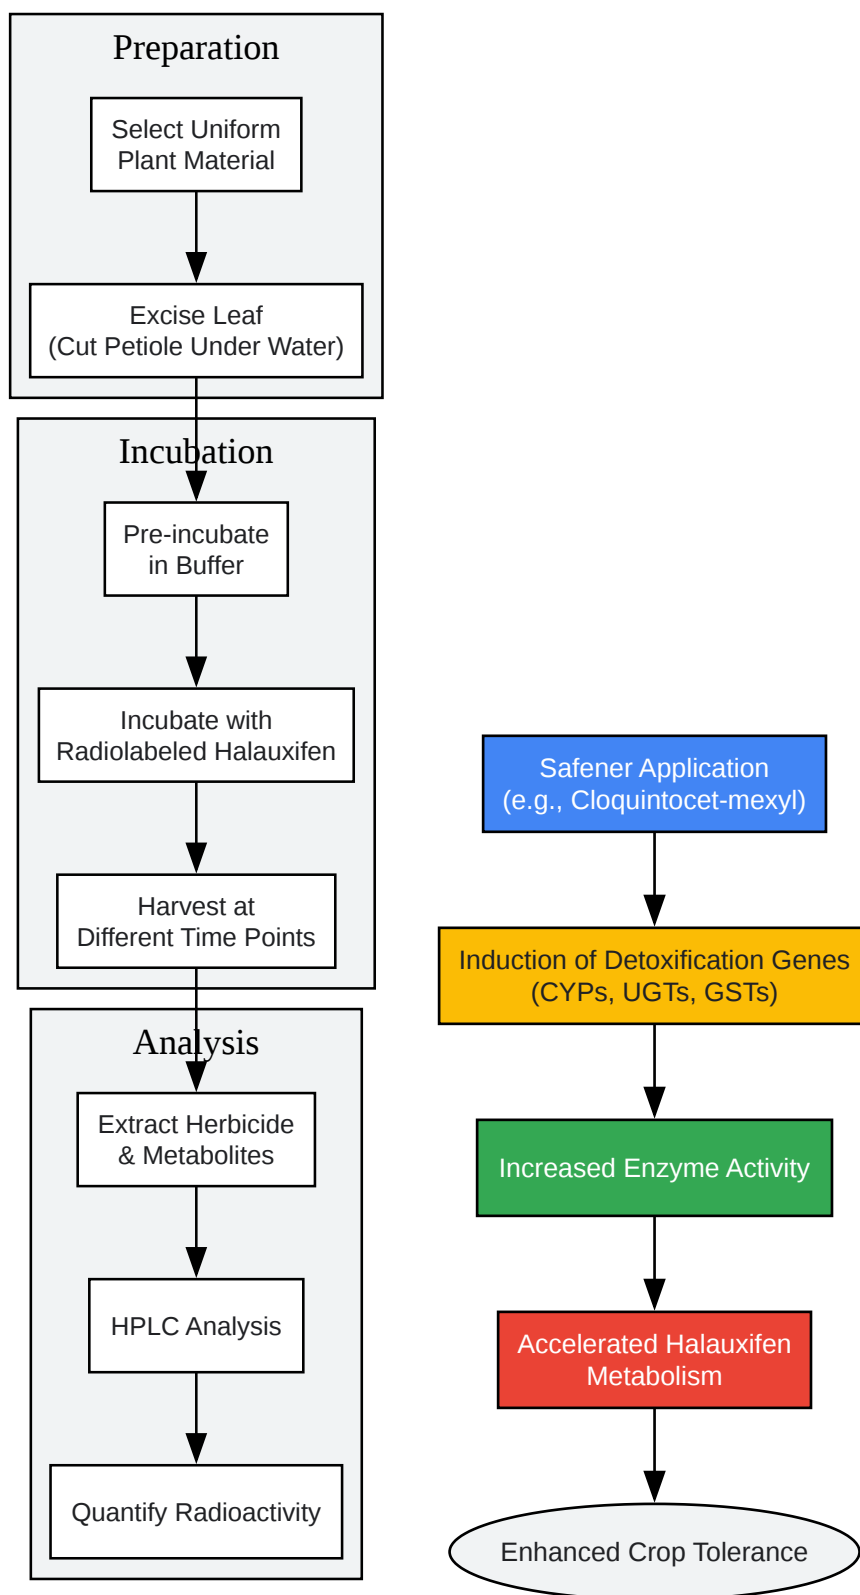 Preparation
Select Uniform
Plant Material
Excise Leaf
(Cut Petiole Under Water)
Incubation
Pre-incubate
in Buffer
Incubate with
Radiolabeled Halauxifen
Harvest at
Different Time Points
Analysis
Extract Herbicide
& Metabolites
HPLC Analysis
Quantify Radioactivity
Safener Application
(e.g., Cloquintocet-mexyl)
Induction of Detoxification Genes
(CYPs, UGTs, GSTs)
Increased Enzyme Activity
Accelerated Halauxifen
Metabolism
Enhanced Crop Tolerance